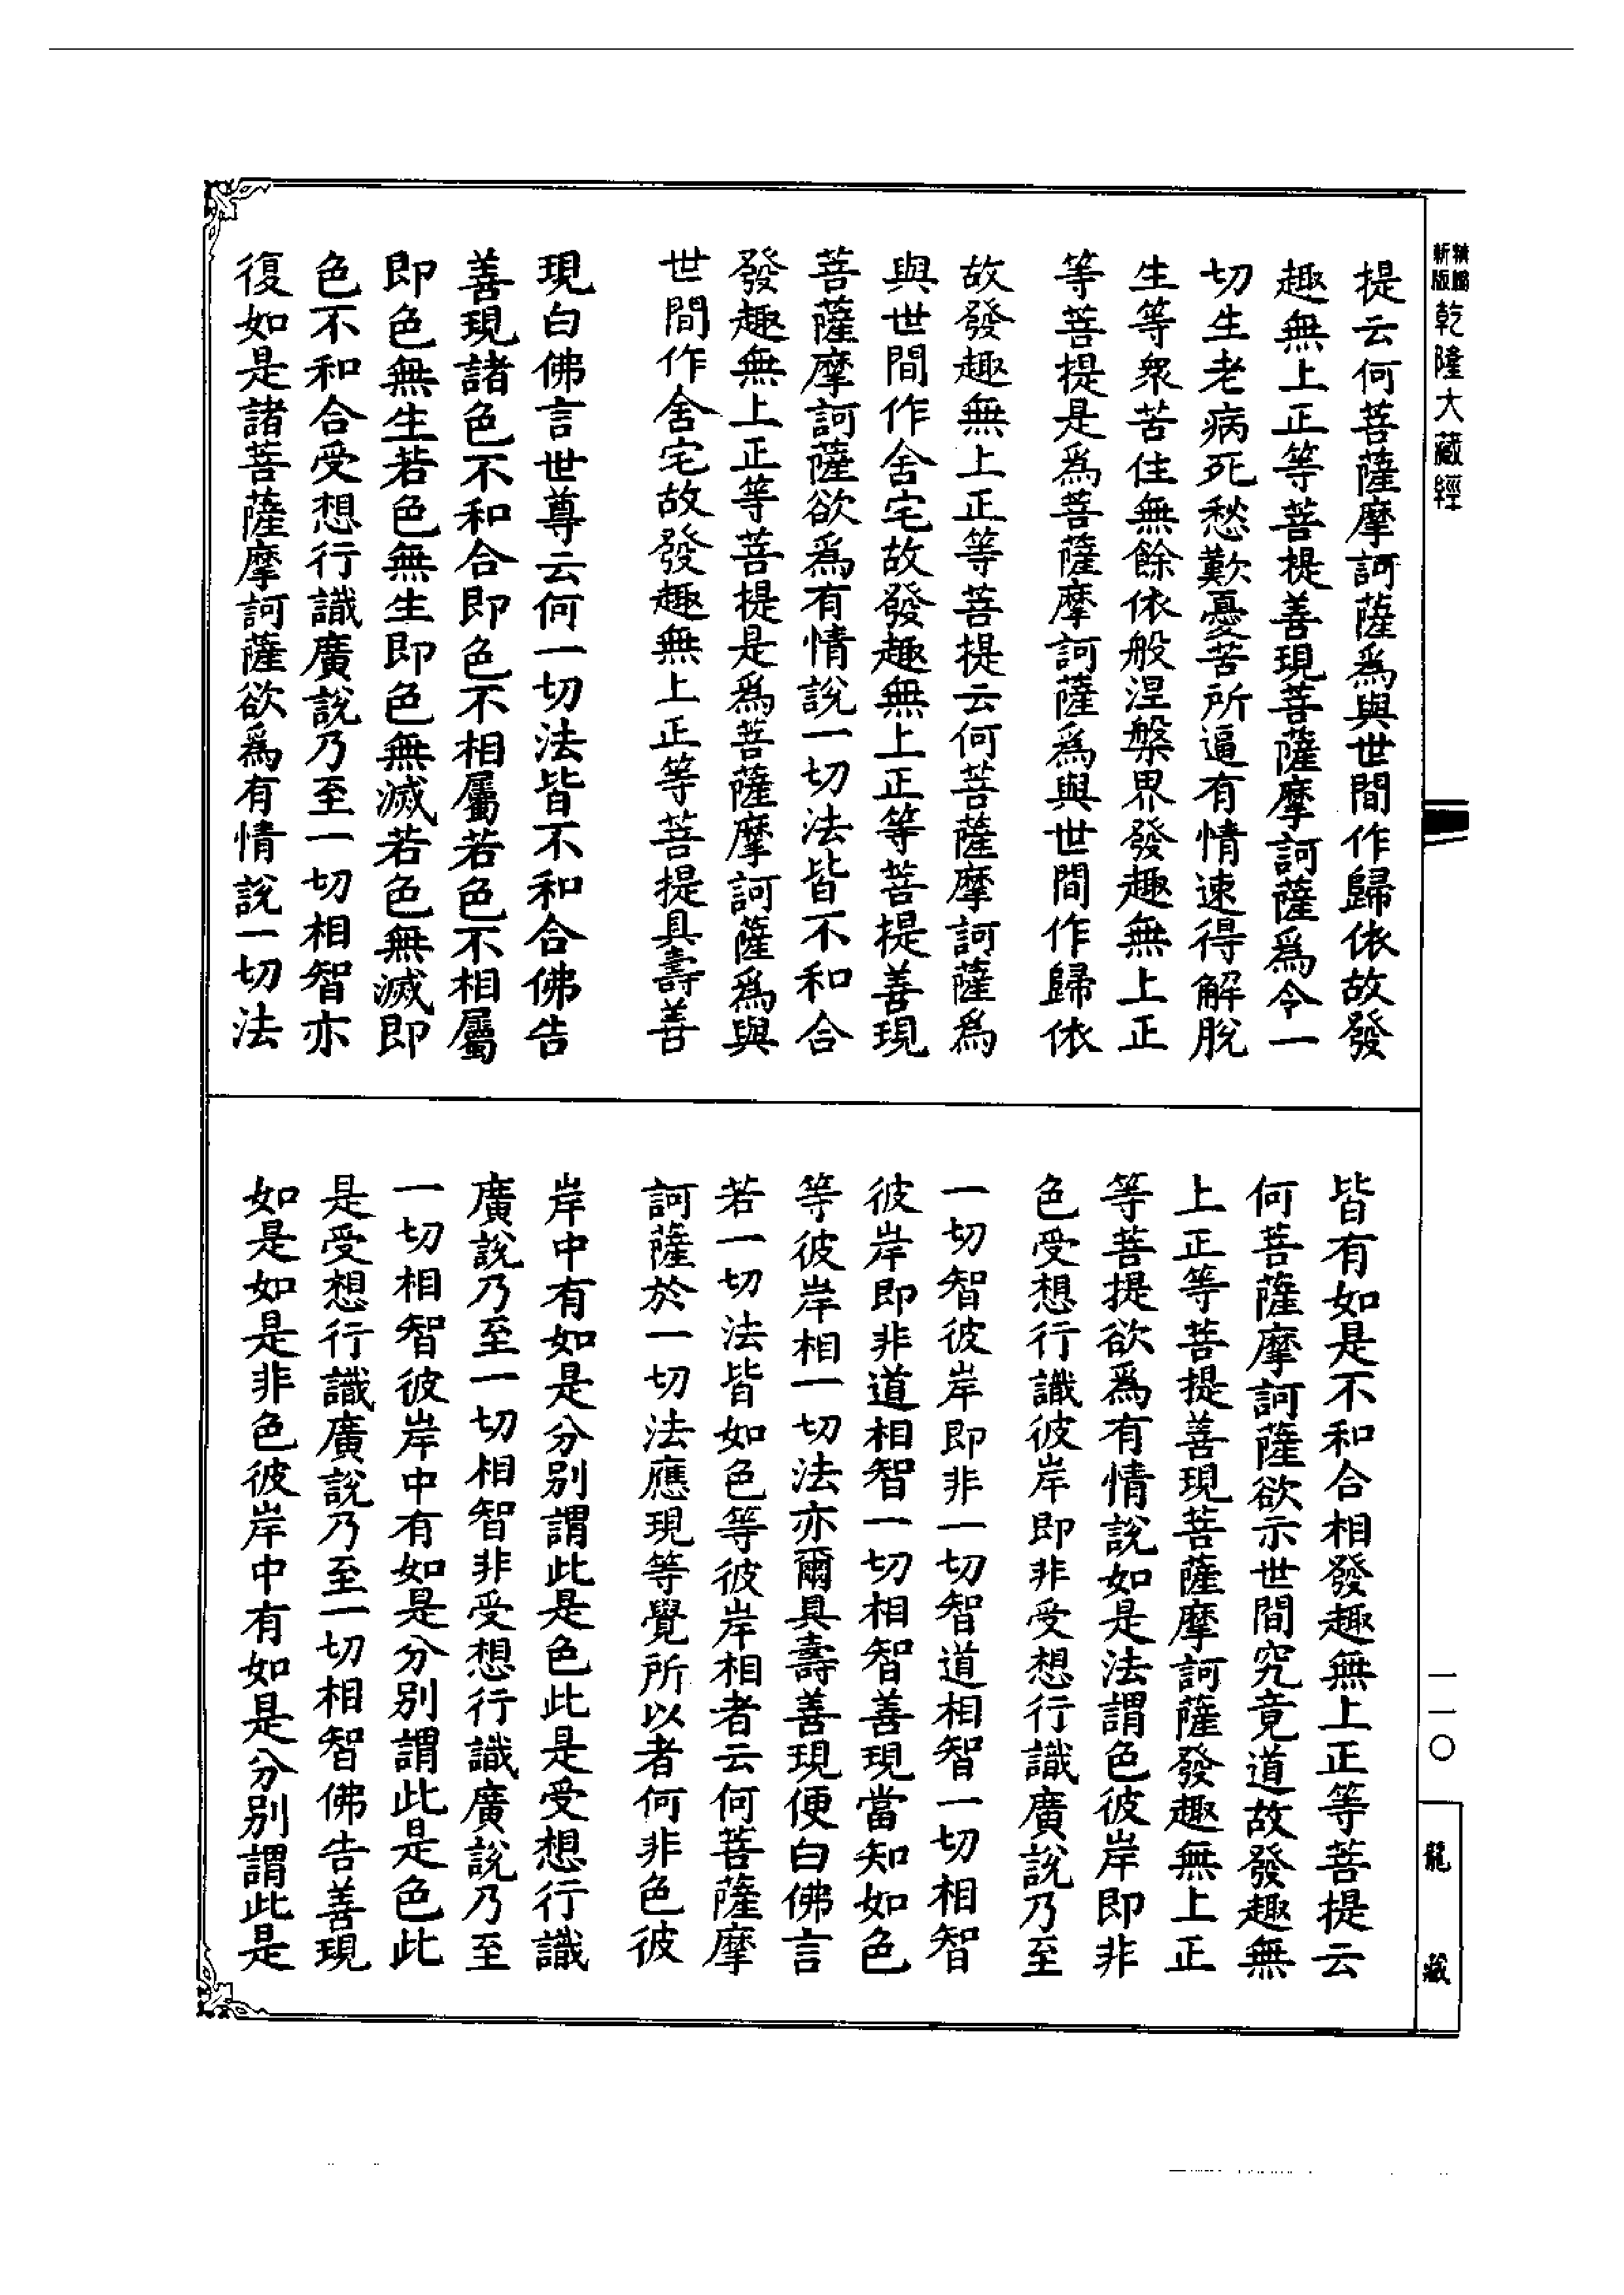 精編
新版
乾隆大藏經
提云何菩薩摩訶薩爲與世間作歸依故發
趣無上正等菩提善現菩薩摩訶薩爲令一
切生老病死愁歎憂苦所逼有情速得解脫
生等衆苦住無餘依般涅槃界發趣無上正
等菩提是爲菩薩摩訶薩爲與世間作歸依
故發趣無上正等菩提云何菩薩摩訶薩爲
與世間作舍宅故發趣無上正等菩提善現
菩薩摩訶薩欲爲有情說一切法皆不和合
發趣無上正等菩提是爲菩薩摩訶薩爲與
世間作舍宅故發趣無上正等菩提具壽善
現白佛言世尊云何一切法皆不和合佛告
善現諸色不和合即色不相屬若色不相屬
即色無生若色無生即色無滅若色無滅即
色不和合受想行識廣說乃至一切相智亦
復如是諸菩薩摩訶薩欲爲有情說一切法
皆有如是不和合相發趣無上正等菩提云
何菩薩摩訶薩欲示世間究竟道故發趣無
上正等菩提善現菩薩摩訶薩發趣無上正
等菩提欲爲有情說如是法謂色彼岸即非
色受想行識彼岸即非受想行識廣說乃至
一切智彼岸即非一切智道相智一切相智
彼岸即非道相智一切相智善現當知如色
等彼岸相一切法亦爾具壽善現便白佛言
若一切法皆如色等彼岸相者云何菩薩摩
訶薩於一切法應現等覺所以者何非色彼
岸中有如是分別謂此是色此是受想行識
廣說乃至一切相智非受想行識廣說乃至
一切相智彼岸中有如是分別謂此是色此
是受想行識廣說乃至一切相智佛告善現
如是如是非色彼岸中有如是分別謂此是
一一〇
龍藏